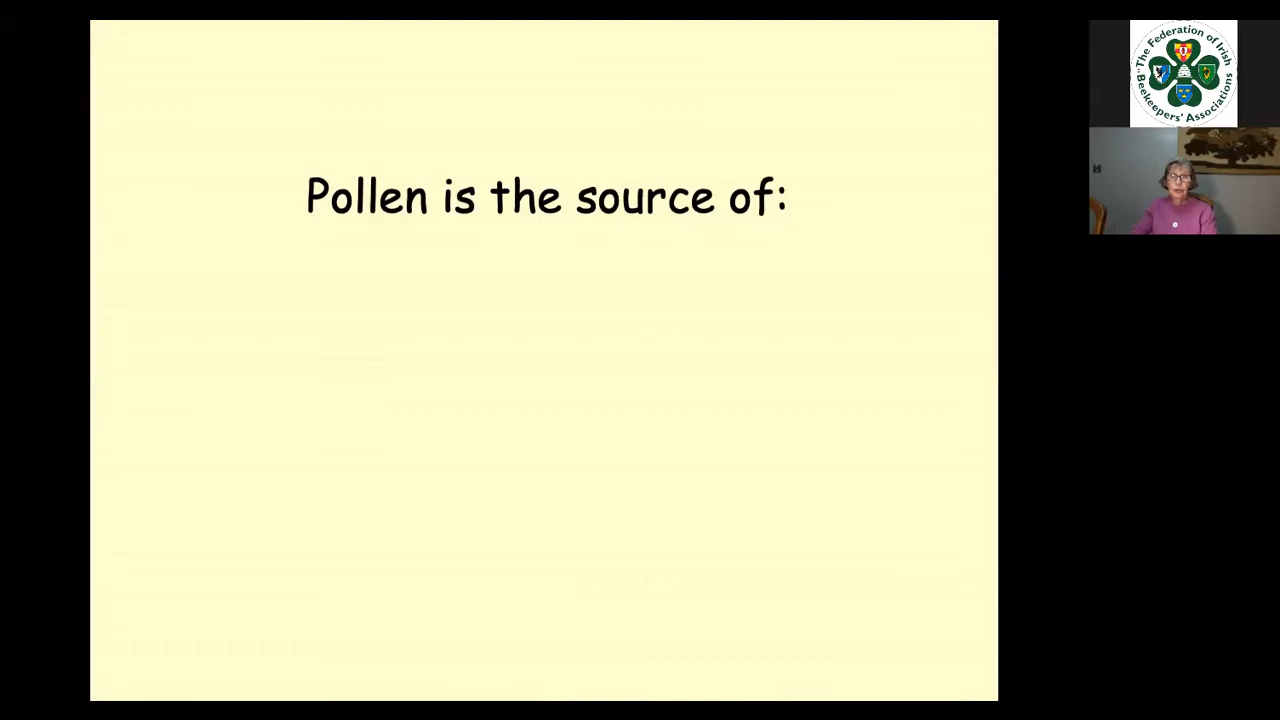 Pollen is the source of:
"The Federation of Irish
Beekeepers' Associations